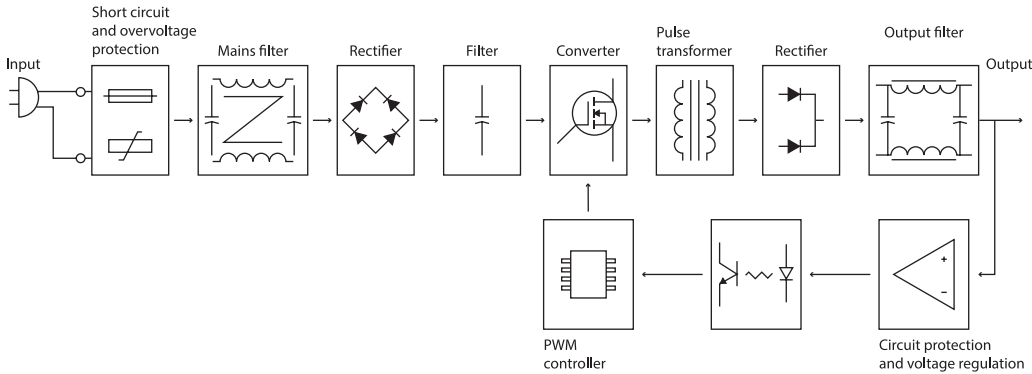 Short circuit
and overvoltage
protection
Input
Mains filter
Rectifier
Filter
Converter
Pulse
transformer
Rectifier
Output filter
Output
+
-
PWM
controller
Circuit protection
and voltage regulation